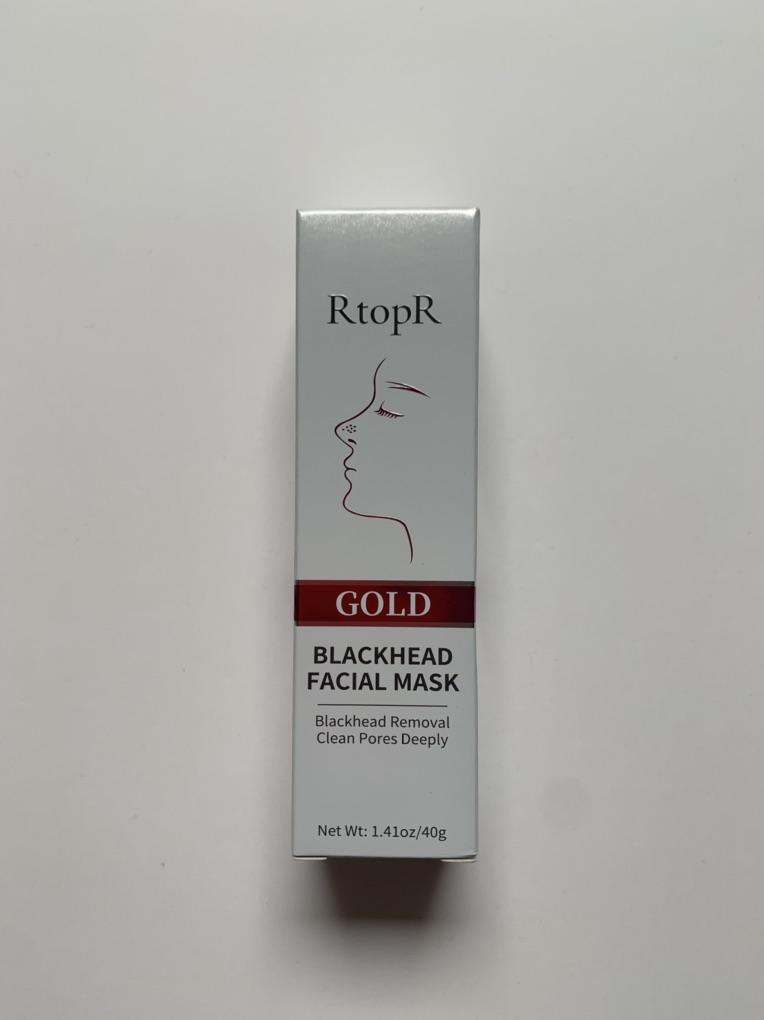 RtopR
GOLD
BLACKHEAD
FACIAL MASK
Blackhead Removal
Clean Pores Deeply
Net Wt: 1.41oz/40g